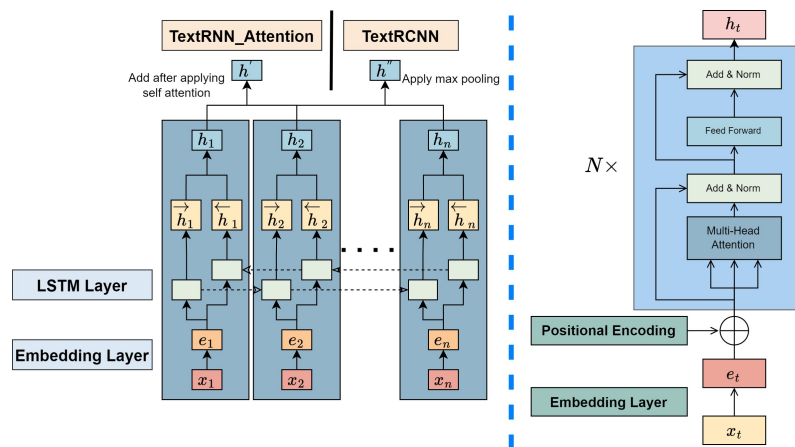 TextRNN_Attention
TextRCNN
h′
h″
Add after applying
self attention
Apply max pooling
h₁
h₂
hₙ
→h₁
←h₁
→h₂
←h₂
→hₙ
←hₙ
. . . .
LSTM Layer
Embedding Layer
e₁
e₂
eₙ
x₁
x₂
xₙ
hₜ
Add & Norm
Feed Forward
N×
Add & Norm
Multi-Head
Attention
Positional Encoding
eₜ
Embedding Layer
xₜ